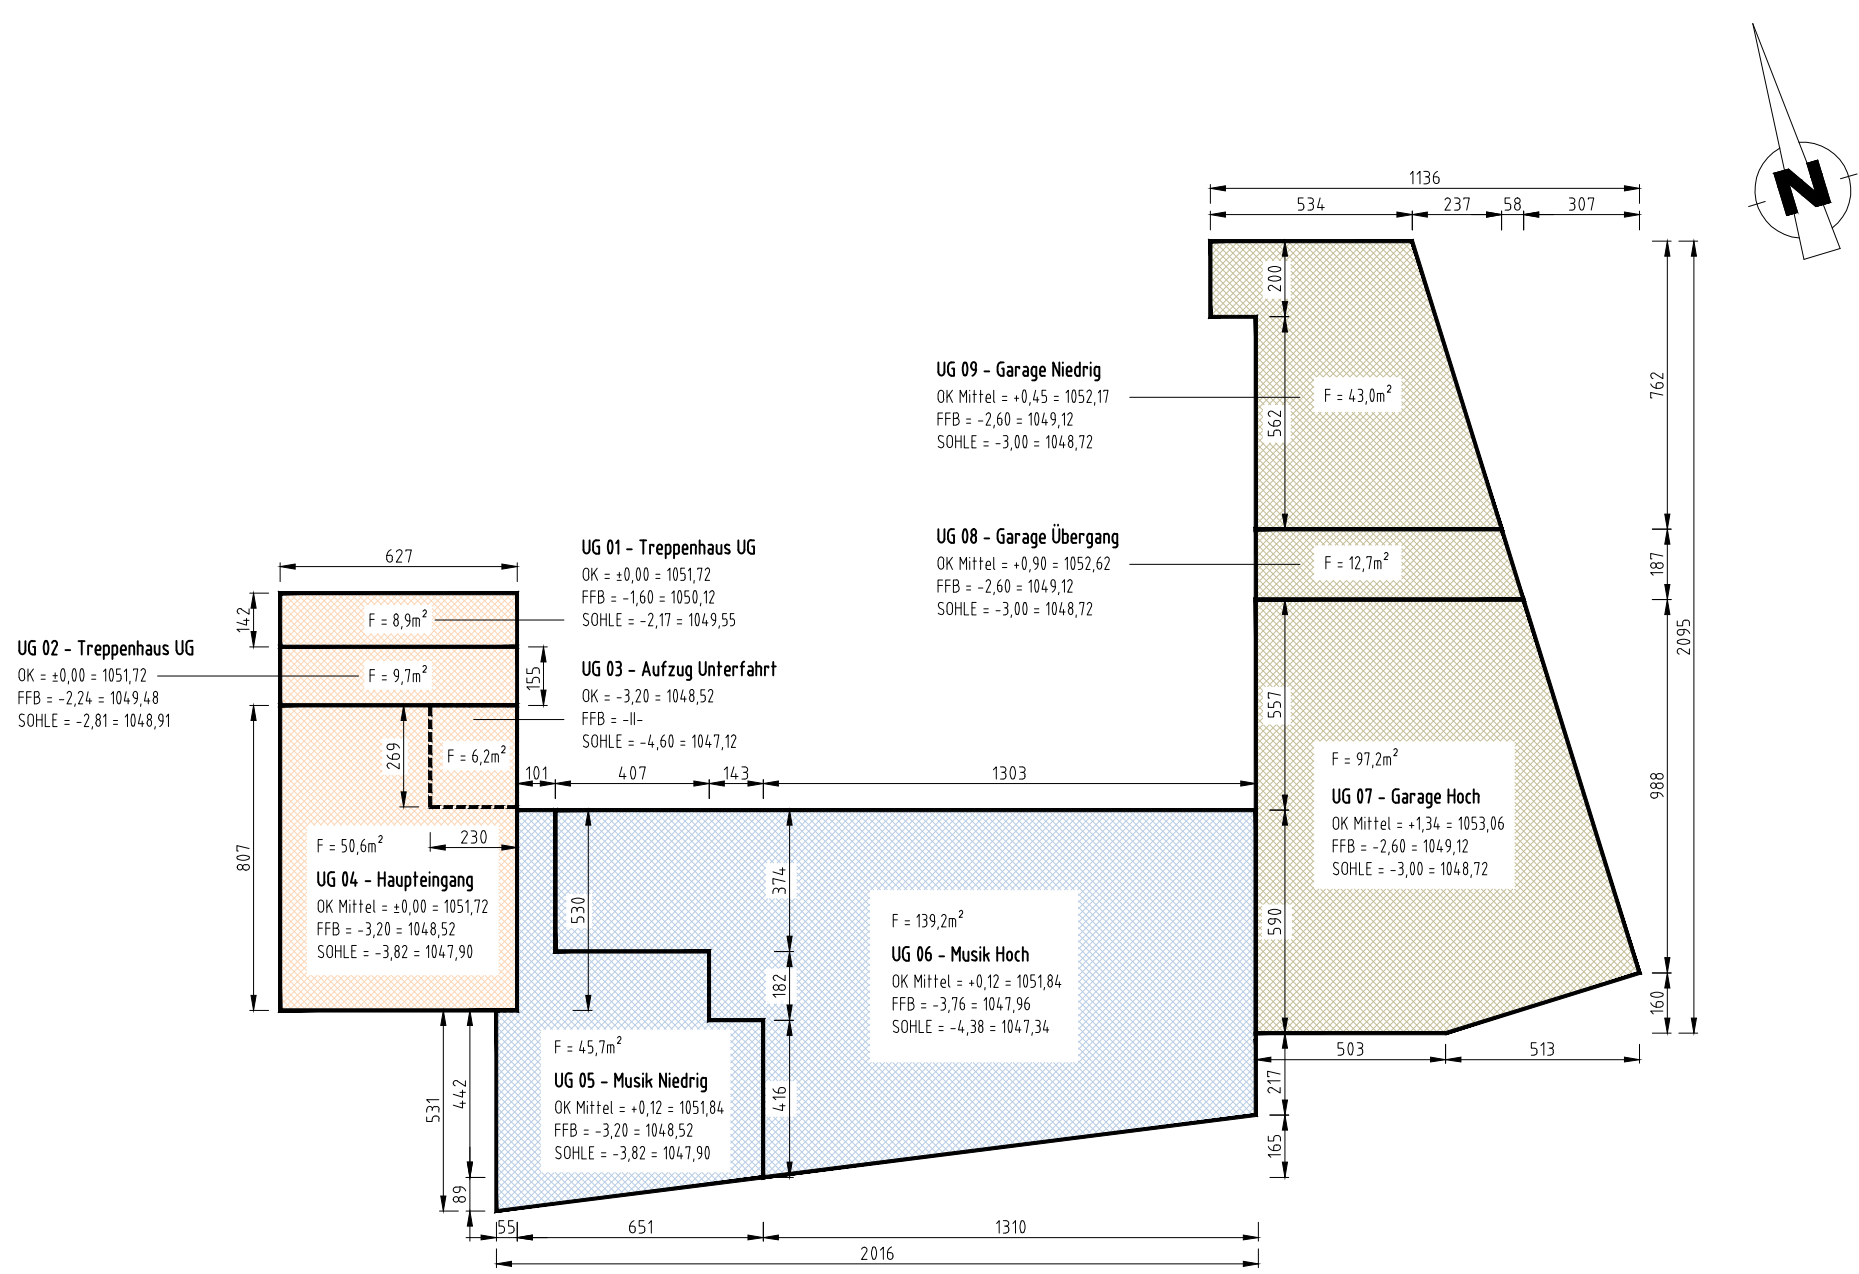 N
1136
534
237
58
307
200
562
762
187
988
2095
160
UG 09 - Garage Niedrig
OK Mittel = +0,45 = 1052,17
FFB = -2,60 = 1049,12
SOHLE = -3,00 = 1048,72
F = 43,0m²
UG 08 - Garage Übergang
OK Mittel = +0,90 = 1052,62
FFB = -2,60 = 1049,12
SOHLE = -3,00 = 1048,72
F = 12,7m²
627
142
F = 8,9m²
UG 01 - Treppenhaus UG
OK = ±0,00 = 1051,72
FFB = -1,60 = 1050,12
SOHLE = -2,17 = 1049,55
UG 02 - Treppenhaus UG
OK = ±0,00 = 1051,72
FFB = -2,24 = 1049,48
SOHLE = -2,81 = 1048,91
F = 9,7m²
155
UG 03 - Aufzug Unterfahrt
OK = -3,20 = 1048,52
FFB = -II-
SOHLE = -4,60 = 1047,12
269
F = 6,2m²
230
807
101
407
143
1303
557
590
F = 97,2m²
UG 07 - Garage Hoch
OK Mittel = +1,34 = 1053,06
FFB = -2,60 = 1049,12
SOHLE = -3,00 = 1048,72
F = 50,6m²
UG 04 - Haupteingang
OK Mittel = ±0,00 = 1051,72
FFB = -3,20 = 1048,52
SOHLE = -3,82 = 1047,90
530
374
182
416
F = 139,2m²
UG 06 - Musik Hoch
OK Mittel = +0,12 = 1051,84
FFB = -3,76 = 1047,96
SOHLE = -4,38 = 1047,34
F = 45,7m²
UG 05 - Musik Niedrig
OK Mittel = +0,12 = 1051,84
FFB = -3,20 = 1048,52
SOHLE = -3,82 = 1047,90
503
513
217
165
531
442
89
55
651
1310
2016